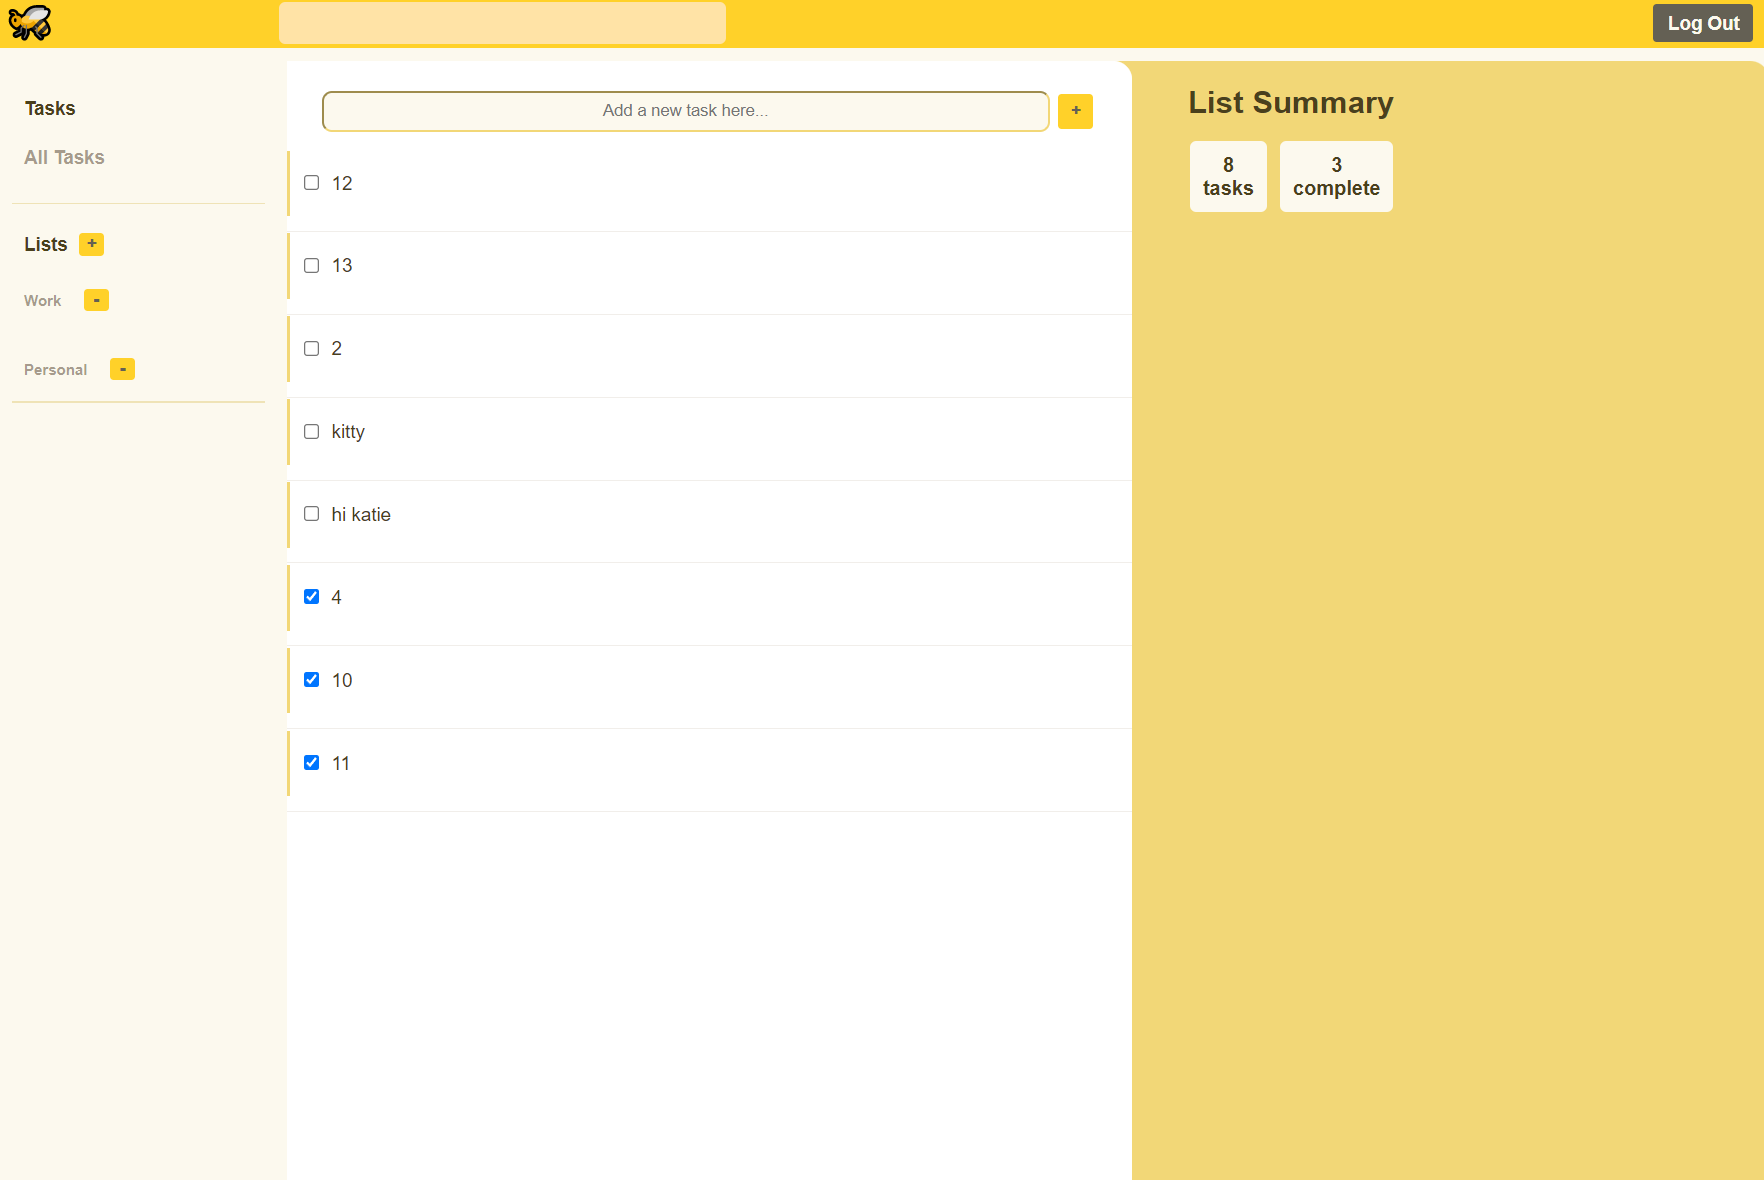 Log Out
Tasks
All Tasks
Lists +
Work -
Personal -
Add a new task here... +
12
13
2
kitty
hi katie
4
10
11
List Summary
8 tasks
3 complete